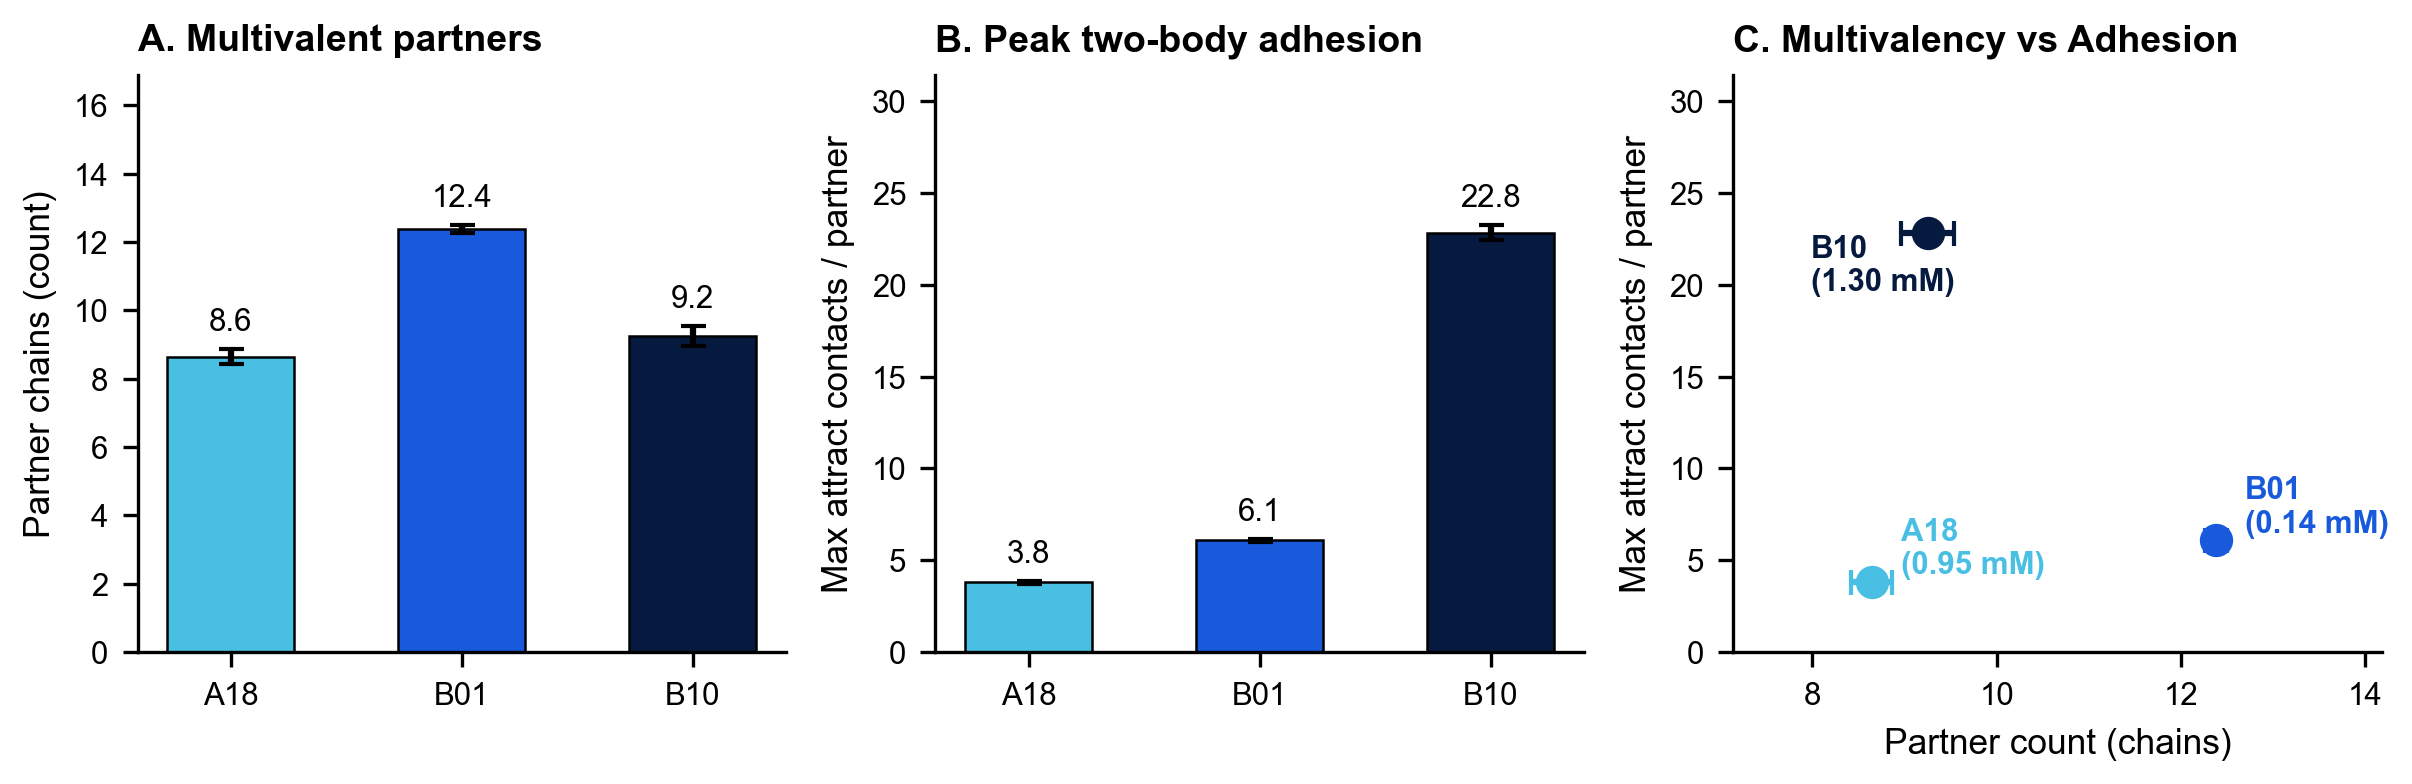 A. Multivalent partners
Partner chains (count)
16
14
12
10
8
6
4
2
0
8.6
12.4
9.2
A18
B01
B10
B. Peak two-body adhesion
Max attract contacts / partner
30
25
20
15
10
5
0
3.8
6.1
22.8
A18
B01
B10
C. Multivalency vs Adhesion
Max attract contacts / partner
30
25
20
15
10
5
0
B10
(1.30 mM)
B01
(0.14 mM)
A18
(0.95 mM)
8
10
12
14
Partner count (chains)